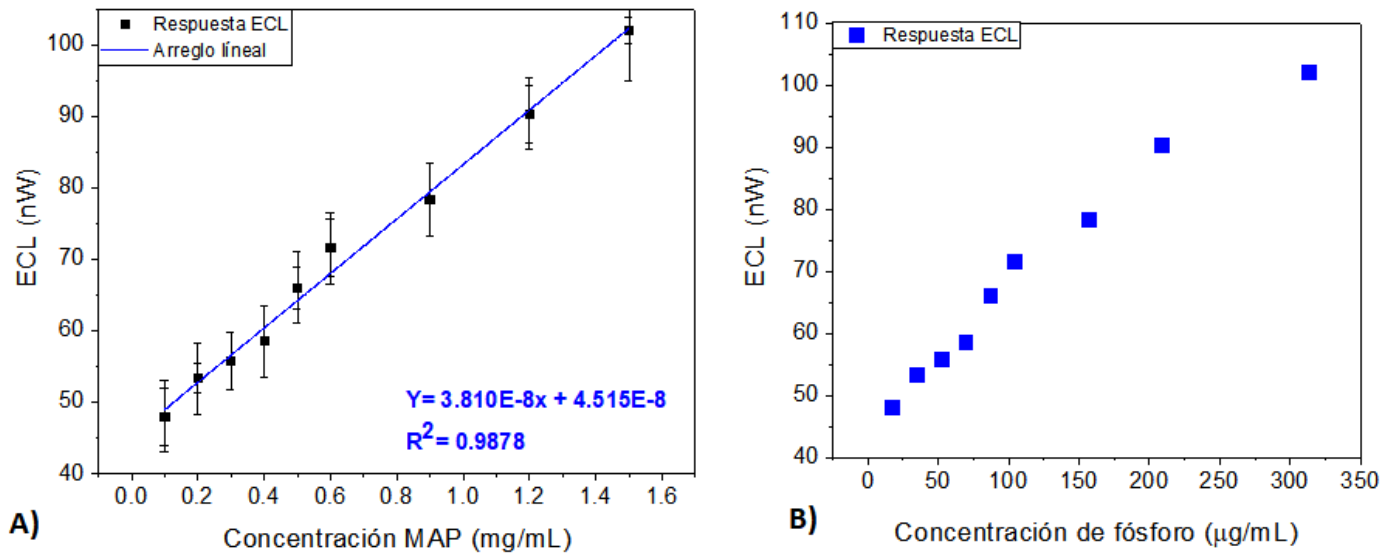 Respuesta ECL
Arreglo líneal
100
90
80
70
60
50
40
ECL (nW)
Y= 3.810E-8x + 4.515E-8
R2= 0.9878
0.0 0.2 0.4 0.6 0.8 1.0 1.2 1.4 1.6
A)
Concentración MAP (mg/mL)
Respuesta ECL
110
100
90
80
70
60
50
40
ECL (nW)
0 50 100 150 200 250 300 350
B)
Concentración de fósforo (µg/mL)